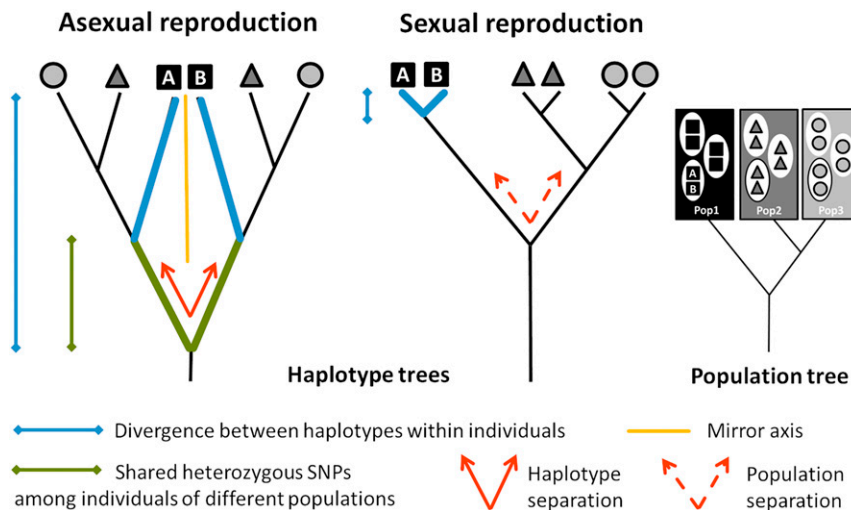 Asexual reproduction
Sexual reproduction
A B
A B
A
B
Pop1 Pop2 Pop3
Haplotype trees
Population tree
Divergence between haplotypes within individuals
Mirror axis
Shared heterozygous SNPs
among individuals of different populations
Haplotype
separation
Population
separation